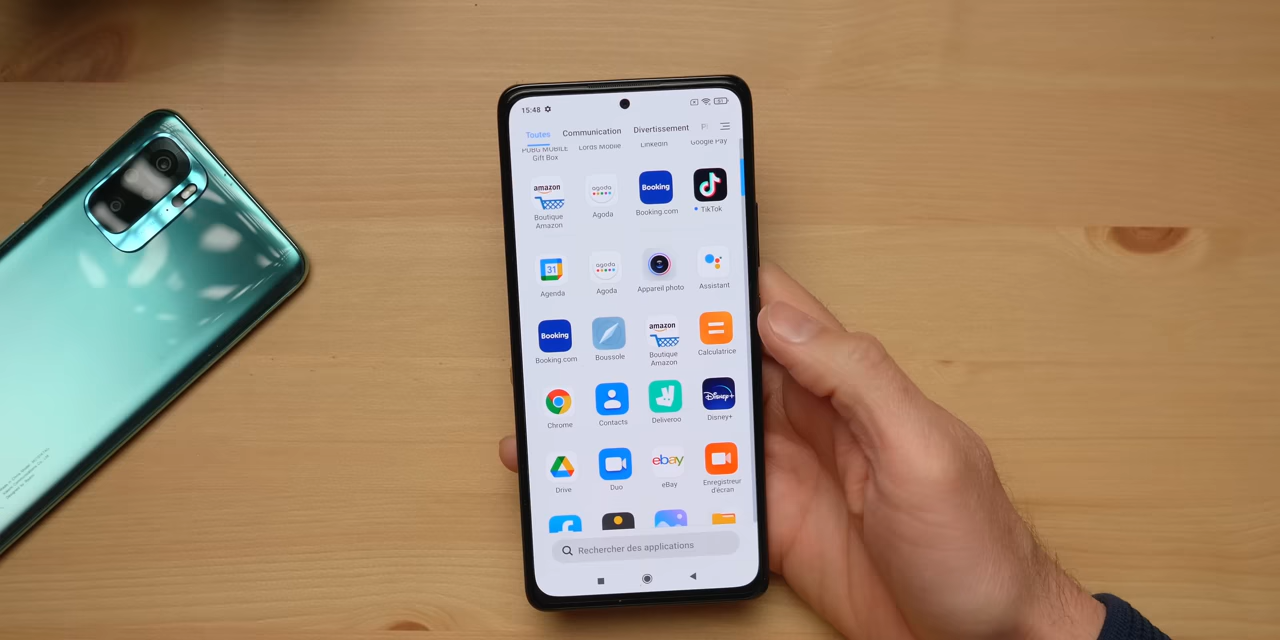 15:48
61
Toutes Communication Divertissement
PUBG MOBILE
Gift Box
Lords Mobile
LinkedIn
Google Pay
amazon
Boutique
Amazon
agoda
Agoda
Booking
Booking.com
TikTok
31
Agenda
agoda
Agoda
Appareil photo
Assistant
Booking
Booking.com
Boussole
amazon
Boutique
Amazon
Calculatrice
Chrome
Contacts
Deliveroo
Disney+
Disney+
Drive
Duo
ebay
eBay
Enregistreur
d'écran
Rechercher des applications